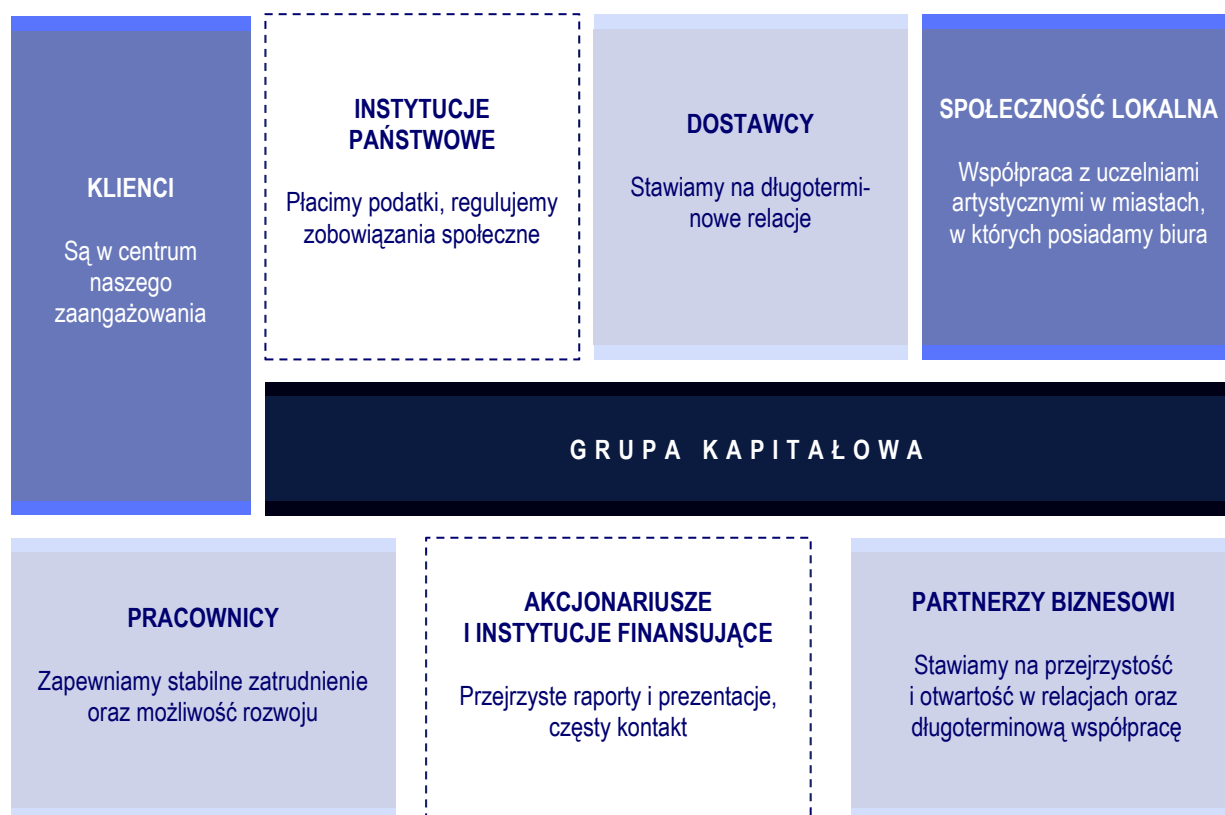 KLIENCI
Są w centrum
naszego
zaangażowania
INSTYTUCJE
PAŃSTWOWE
Płacimy podatki, regulujemy
zobowiązania społeczne
DOSTAWCY
Stawiamy na długotermi-
nowe relacje
SPOŁECZNOŚĆ LOKALNA
Współpraca z uczelniami
artystycznymi w miastach,
w których posiadamy biura
GRUPA KAPITAŁOWA
PRACOWNICY
Zapewniamy stabilne zatrudnienie
oraz możliwość rozwoju
AKCJONARIUSZE
I INSTYTUCJE FINANSUJĄCE
Przejrzyste raporty i prezentacje,
częsty kontakt
PARTNERZY BIZNESOWI
Stawiamy na przejrzystość
i otwartość w relacjach oraz
długoterminową współpracę